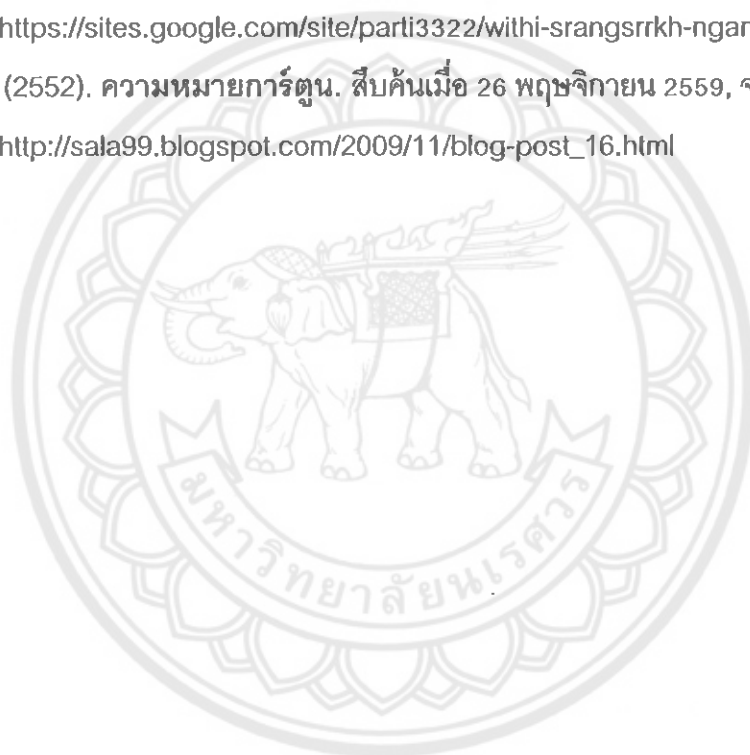 https://sites.google.com/site/parti3322/withi-srangsrrkh-ngan
(2552). ความหมายการ์ตูน. สืบค้นเมื่อ 26 พฤษจิกายน 2559,
http://sala99.blogspot.com/2009/11/blog-post_16.html
มหาวิทยาลัยนเรศวร